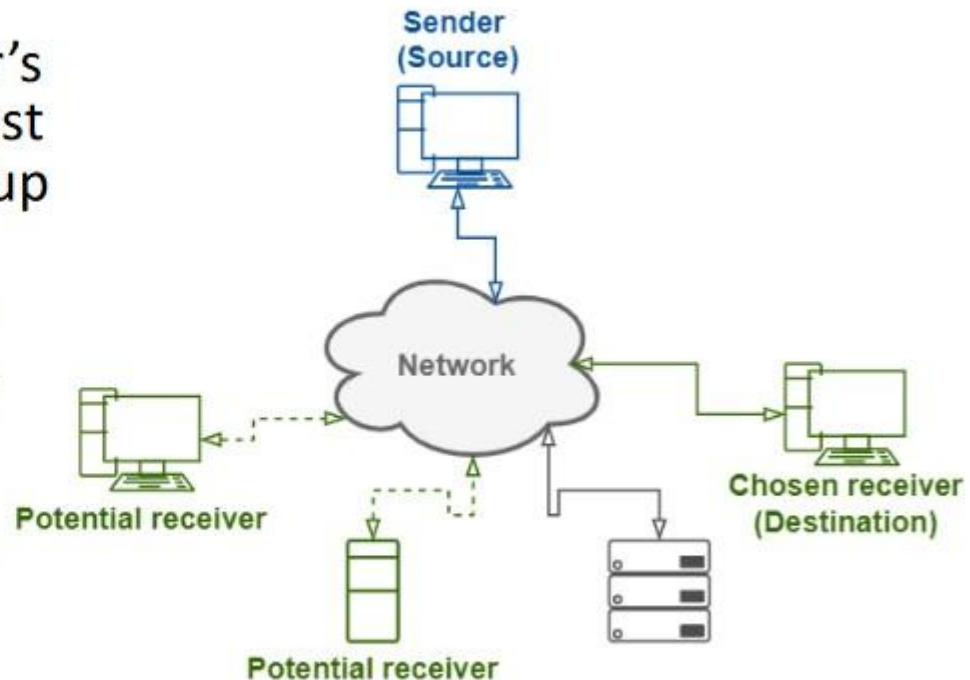 r's
st
up
Sender
(Source)
Network
Potential receiver
Chosen receiver
(Destination)
Potential receiver